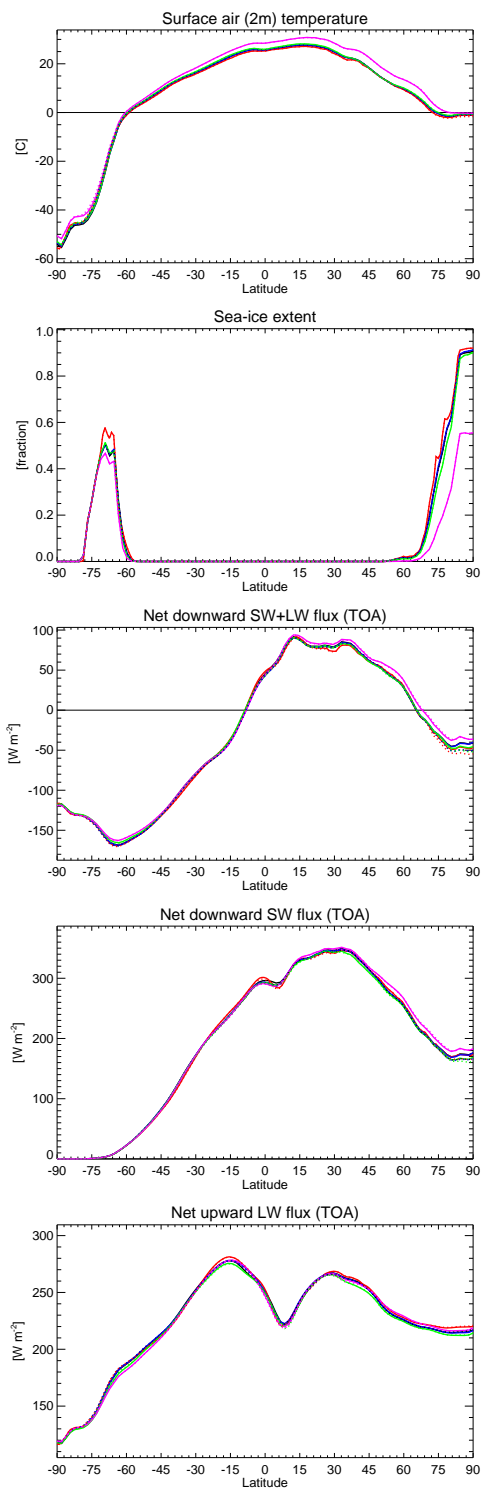 Surface air (2m) temperature
20
0
-20
-40
-60
[C]
-90 -75 -60 -45 -30 -15 0 15 30 45 60 75 90
Latitude
Sea-ice extent
1.0
0.8
0.6
0.4
0.2
0.0
[fraction]
-90 -75 -60 -45 -30 -15 0 15 30 45 60 75 90
Latitude
Net downward SW+LW flux (TOA)
100
50
0
-50
-100
-150
[W m-2]
-90 -75 -60 -45 -30 -15 0 15 30 45 60 75 90
Latitude
Net downward SW flux (TOA)
300
200
100
0
[W m-2]
-90 -75 -60 -45 -30 -15 0 15 30 45 60 75 90
Latitude
Net upward LW flux (TOA)
300
250
200
150
[W m-2]
-90 -75 -60 -45 -30 -15 0 15 30 45 60 75 90
Latitude